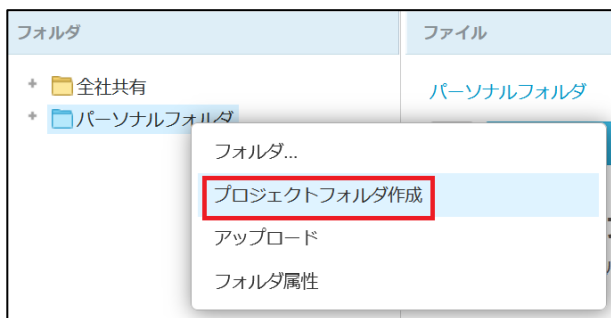 フォルダ
ファイル
全社共有
パーソナルフォルダ
パーソナルフォルダ
フォルダ...
プロジェクトフォルダ作成
アップロード
フォルダ属性